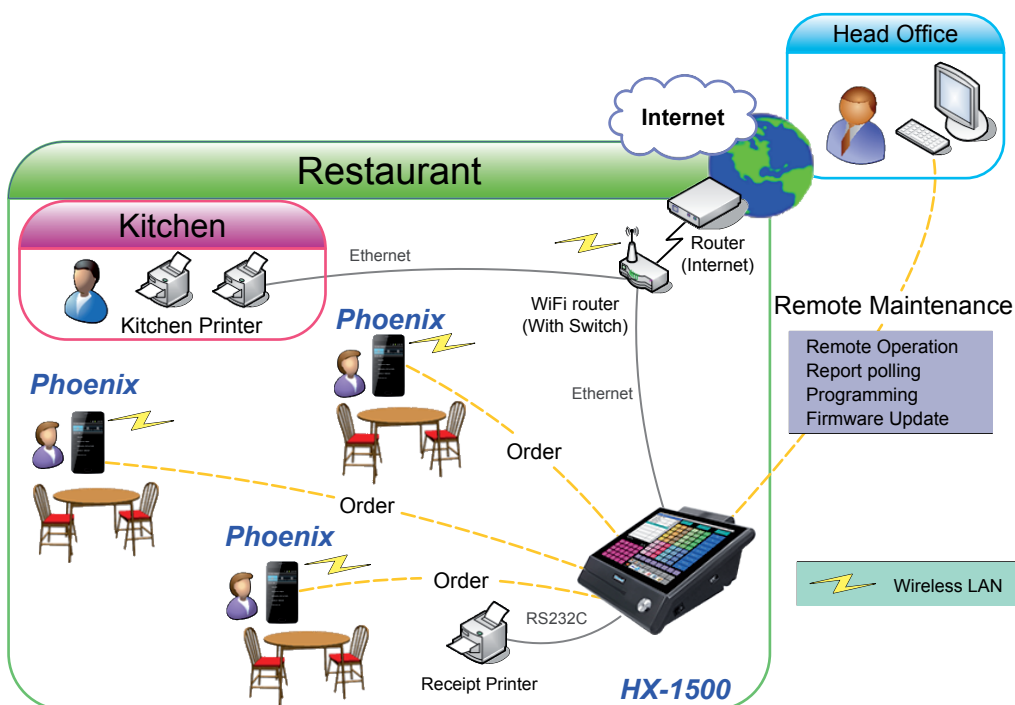 Head Office
Internet
Restaurant
Kitchen
Kitchen Printer
Ethernet
Router
(Internet)
WiFi router
(With Switch)
Remote Maintenance
Remote Operation
Report polling
Programming
Firmware Update
Phoenix
Phoenix
Ethernet
Order
Order
Phoenix
Order
RS232C
Receipt Printer
HX-1500
Wireless LAN